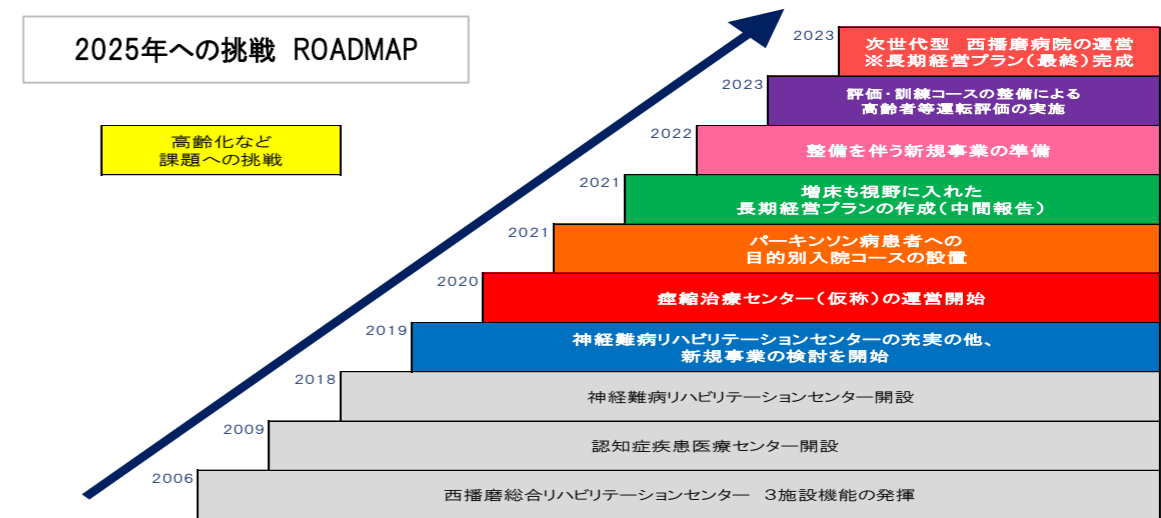 2025年への挑戦 ROADMAP
高齢化など
課題への挑戦
2023
次世代型 西播磨病院の運営
※長期経営プラン(最終)完成
2023
評価・訓練コースの整備による
高齢者等運転評価の実施
2022
整備を伴う新規事業の準備
2021
増床も視野に入れた
長期経営プランの作成(中間報告)
2021
パーキンソン病患者への
目的別入院コースの設置
2020
痙縮治療センター(仮称)の運営開始
2019
神経難病リハビリテーションセンターの充実の他、
新規事業の検討を開始
2018
神経難病リハビリテーションセンター開設
2009
認知症疾患医療センター開設
2006
西播磨総合リハビリテーションセンター 3施設機能の発揮